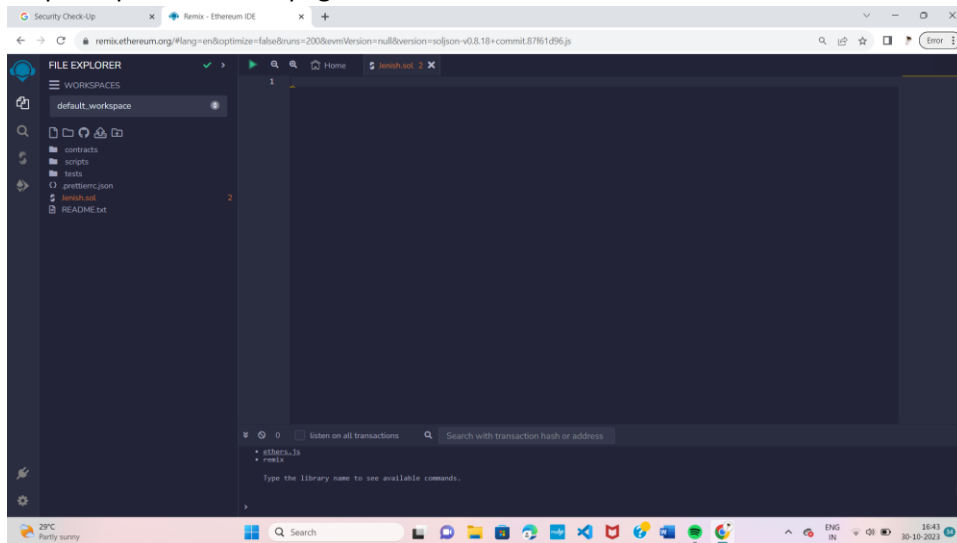 Security Check-Up
Remix - Ethereum IDE
remix.ethereum.org/#lang=en&optimize=false&runs=200&evmVersion=null&version=soljson-v0.8.18+commit.87f61d96.js
Error
FILE EXPLORER
Home
Jenish.sol 2
WORKSPACES
1
default_workspace
contracts
scripts
tests
.prettierrc.json
Jenish.sol 2
README.txt
0 listen on all transactions Search with transaction hash or address
ethers.js
remix
Type the library name to see available commands.
>
29°C
Partly sunny
Search
ENG
IN
16:43
30-10-2023